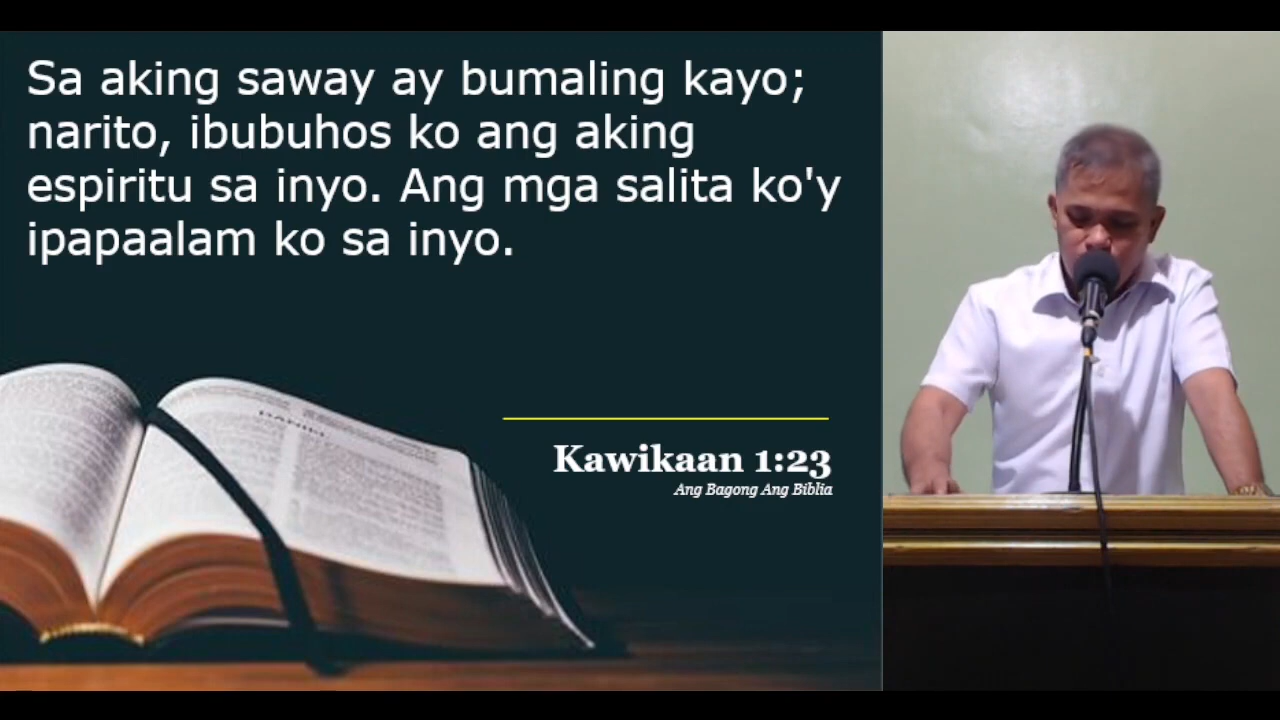 Sa aking saway ay bumaling kayo;
narito, ibubuhos ko ang aking
espiritu sa inyo. Ang mga salita ko'y
ipapaalam ko sa inyo.
Kawikaan 1:23
Ang Bagong Ang Biblia